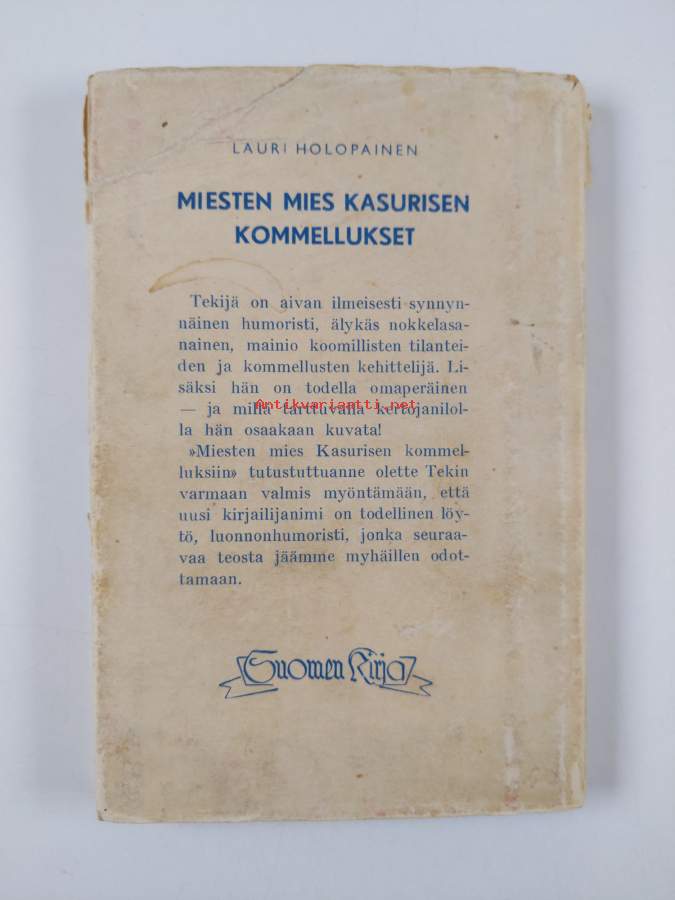 LAURI HOLOPAINEN
MIESTEN MIES KASURISEN
KOMMELLUKSET
Tekijä on aivan ilmeisesti synnyn-
näinen humoristi, älykäs nokkelasa-
nainen, mainio koomillisten tilantei-
den ja kommellusten kehittelijä. Li-
säksi hän on todella omaperäinen
— ja millä tarttuvalla kertojanilol-
Antikvariantti.net
la hän osaakaan kuvata!
»Miesten mies Kasurisen kommel-
luksiin» tutustuttuanne olette Tekin
varmaan valmis myöntämään, että
uusi kirjailijanimi on todellinen löy-
tö, luonnonhumoristi, jonka seuraa-
vaa teosta jäämme myhäillen odot-
tamaan.
Suomen Kirja